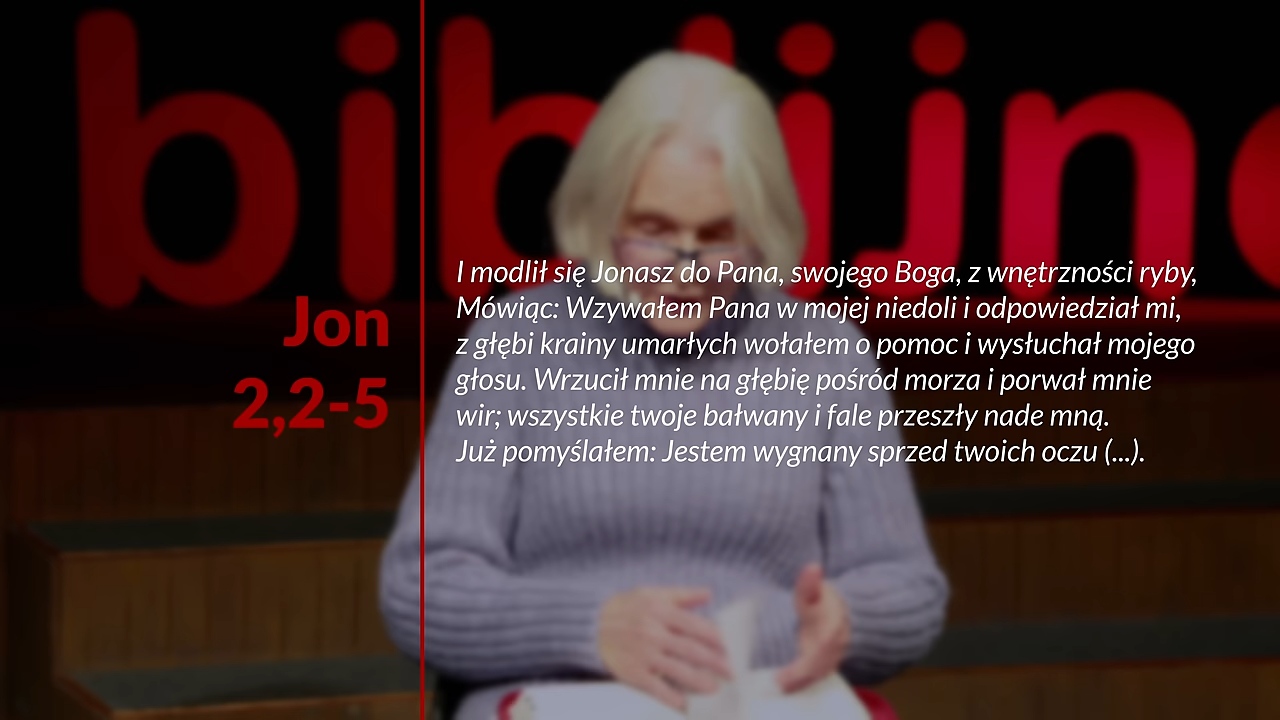 biblijne
Jon
2,2-5
I modlił się Jonasz do Pana, swojego Boga, z wnętrzności ryby,
Mówiąc: Wzywałem Pana w mojej niedoli i odpowiedział mi,
z głębi krainy umarłych wołałem o pomoc i wysłuchał mojego
głosu. Wrzucił mnie na głębię pośród morza i porwał mnie
wir; wszystkie twoje bałwany i fale przeszły nade mną.
Już pomyślałem: Jestem wygnany sprzed twoich oczu (...).